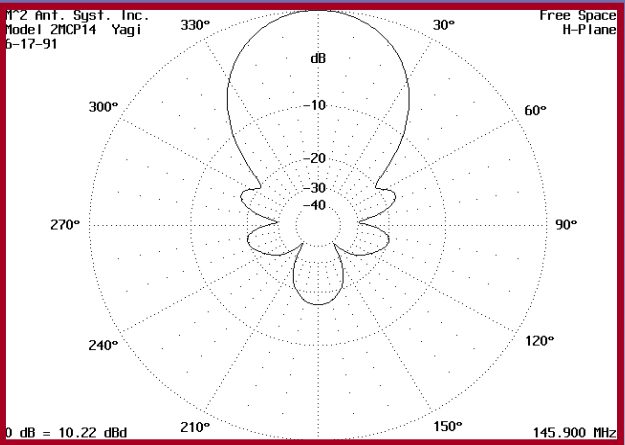 M^2 Ant. Syst. Inc.
Free Space
Model 2MCP14 Yagi
H-Plane
6-17-91
330°
30°
dB
-10
300°
60°
-20
-30
-40
270°
90°
240°
120°
210°
150°
0 dB = 10.22 dBd
145.900 MHz